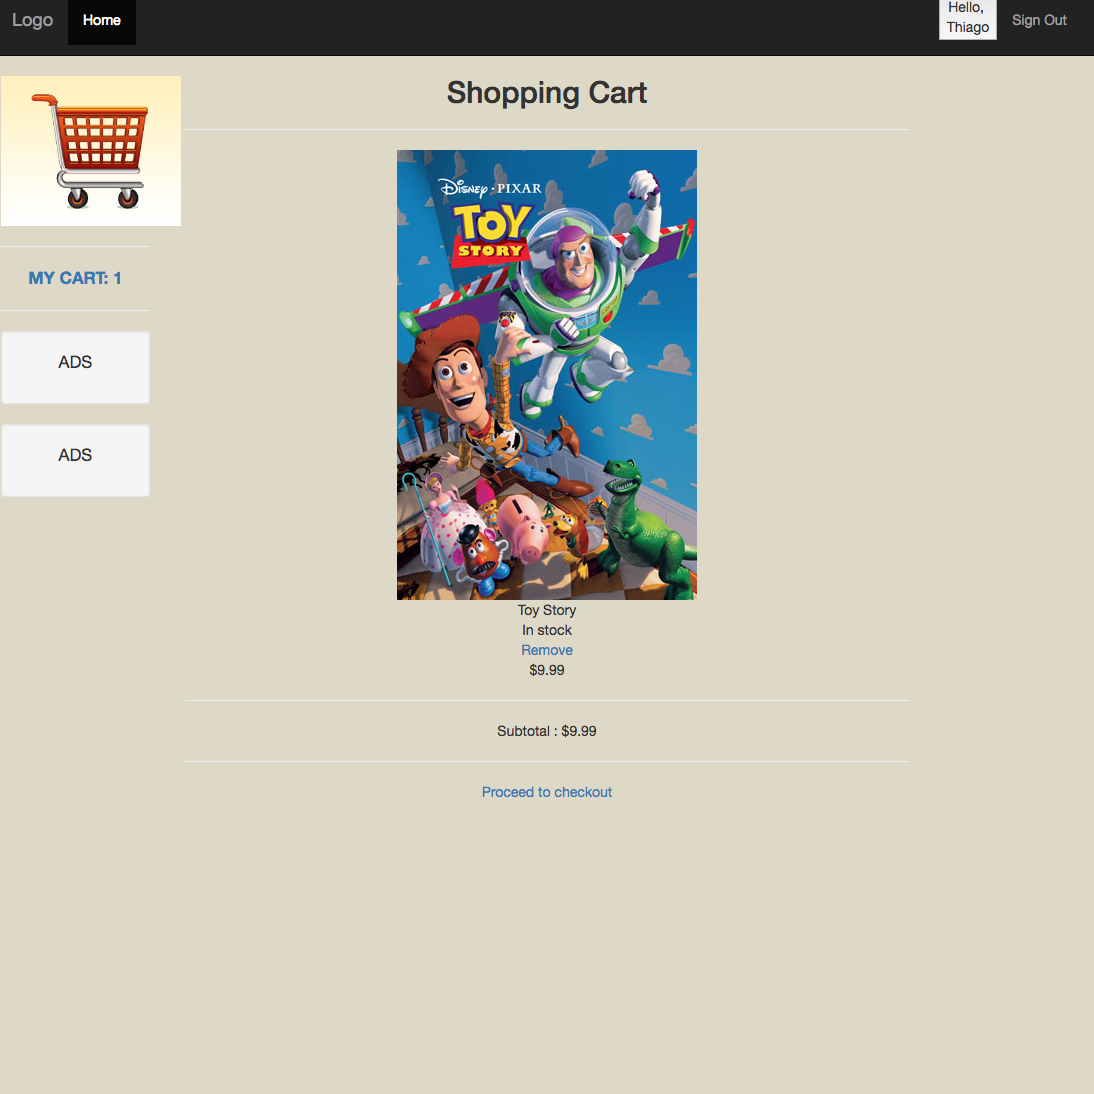 Logo
Home
Hello,
Thiago
Sign Out
Shopping Cart
MY CART: 1
ADS
ADS
Disney · PIXAR
TOY
STORY
Toy Story
In stock
Remove
$9.99
Subtotal : $9.99
Proceed to checkout